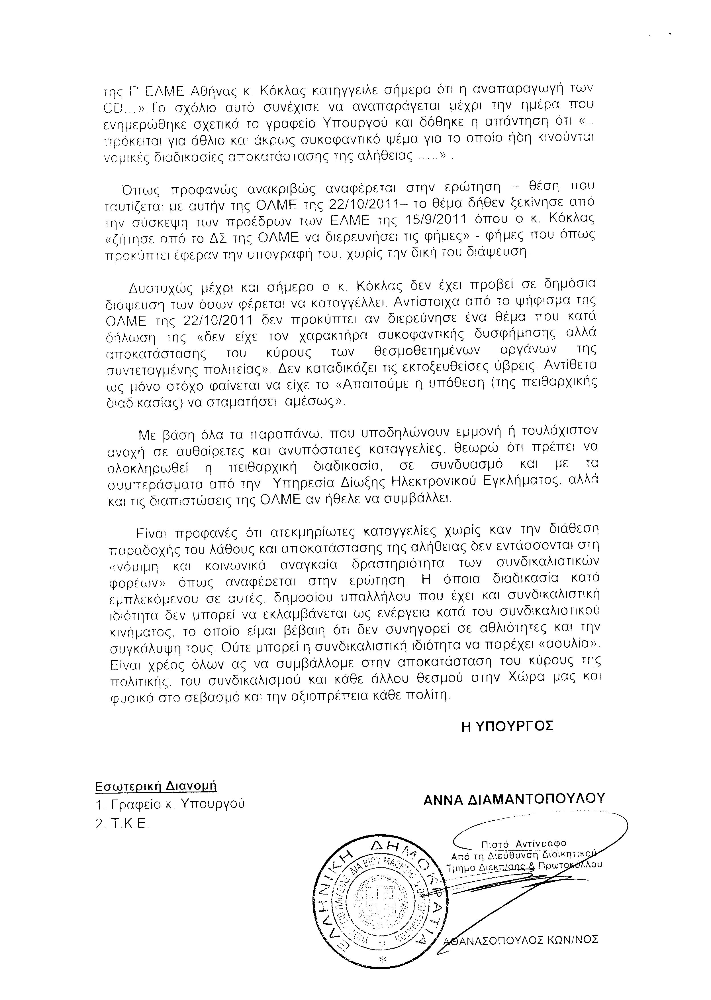 της Γ' ΕΛΜΕ Αθήνας κ. Κόκλας κατήγγειλε σήμερα ότι η αναπαραγωγή των
CD...».Το σχόλιο αυτό συνέχισε να αναπαράγεται μέχρι την ημέρα που
ενημερώθηκε σχετικά το γραφείο Υπουργού και δόθηκε η απάντηση ότι «..
πρόκειται για άθλιο και άκρως συκοφαντικό ψέμα για το οποίο ήδη κινούνται
νομικές διαδικασίες αποκατάστασης της αλήθειας .....» .
Όπως προφανώς ανακριβώς αναφέρεται στην ερώτηση – θέση που
ταυτίζεται με αυτήν της ΟΛΜΕ της 22/10/2011– το θέμα δήθεν ξεκίνησε από
την σύσκεψη των προέδρων των ΕΛΜΕ της 15/9/2011 όπου ο κ. Κόκλας
«ζήτησε από το ΔΣ της ΟΛΜΕ να διερευνήσει τις φήμες» - φήμες που όπως
προκύπτει έφεραν την υπογραφή του, χωρίς την δική του διάψευση.
Δυστυχώς μέχρι και σήμερα ο κ. Κόκλας δεν έχει προβεί σε δημόσια
διάψευση των όσων φέρεται να καταγγέλλει. Αντίστοιχα από το ψήφισμα της
ΟΛΜΕ της 22/10/2011 δεν προκύπτει αν διερεύνησε ένα θέμα που κατά
δήλωση της «δεν είχε τον χαρακτήρα συκοφαντικής δυσφήμησης αλλά
αποκατάστασης του κύρους των θεσμοθετημένων οργάνων της
συντεταγμένης πολιτείας». Δεν καταδικάζει τις εκτοξευθείσες ύβρεις. Αντίθετα
ως μόνο στόχο φαίνεται να είχε το «Απαιτούμε η υπόθεση (της πειθαρχικής
διαδικασίας) να σταματήσει αμέσως».
Με βάση όλα τα παραπάνω, που υποδηλώνουν εμμονή ή τουλάχιστον
ανοχή σε αυθαίρετες και ανυπόστατες καταγγελίες, θεωρώ ότι πρέπει να
ολοκληρωθεί η πειθαρχική διαδικασία, σε συνδυασμό και με τα
συμπεράσματα από την Υπηρεσία Δίωξης Ηλεκτρονικού Εγκλήματος, αλλά
και τις διαπιστώσεις της ΟΛΜΕ αν ήθελε να συμβάλλει.
Είναι προφανές ότι ατεκμηρίωτες καταγγελίες χωρίς καν την διάθεση
παραδοχής του λάθους και αποκατάστασης της αλήθειας δεν εντάσσονται στη
«νόμιμη και κοινωνικά αναγκαία δραστηριότητα των συνδικαλιστικών
φορέων» όπως αναφέρεται στην ερώτηση. Η όποια διαδικασία κατά
εμπλεκόμενου σε αυτές, δημοσίου υπαλλήλου που έχει και συνδικαλιστική
ιδιότητα δεν μπορεί να εκλαμβάνεται ως ενέργεια κατά του συνδικαλιστικού
κινήματος, το οποίο είμαι βέβαιη ότι δεν συνηγορεί σε αθλιότητες και την
συγκάλυψη τους. Ούτε μπορεί η συνδικαλιστική ιδιότητα να παρέχει «ασυλία».
Είναι χρέος όλων ας να συμβάλλομε στην αποκατάσταση του κύρους της
πολιτικής, του συνδικαλισμού και κάθε άλλου θεσμού στην Χώρα μας και
φυσικά στο σεβασμό και την αξιοπρέπεια κάθε πολίτη.
Η ΥΠΟΥΡΓΟΣ
Εσωτερική Διανομή
1. Γραφείο κ. Υπουργού
2. Τ.Κ.Ε.
ΑΝΝΑ ΔΙΑΜΑΝΤΟΠΟΥΛΟΥ
Πιστό Αντίγραφο
Από τη Διεύθυνση Διοικητικού
Τμήμα Διεκπ/σης & Πρωτοκόλλου
ΕΛΛΗΝΙΚΗ ΔΗΜΟΚΡΑΤΙΑ
ΠΑΙΔΕΙΑΣ ΔΙΑ ΒΙΟΥ ΜΑΘΗΣΗΣ
ΑΘΑΝΑΣΟΠΟΥΛΟΣ ΚΩΝ/ΝΟΣ